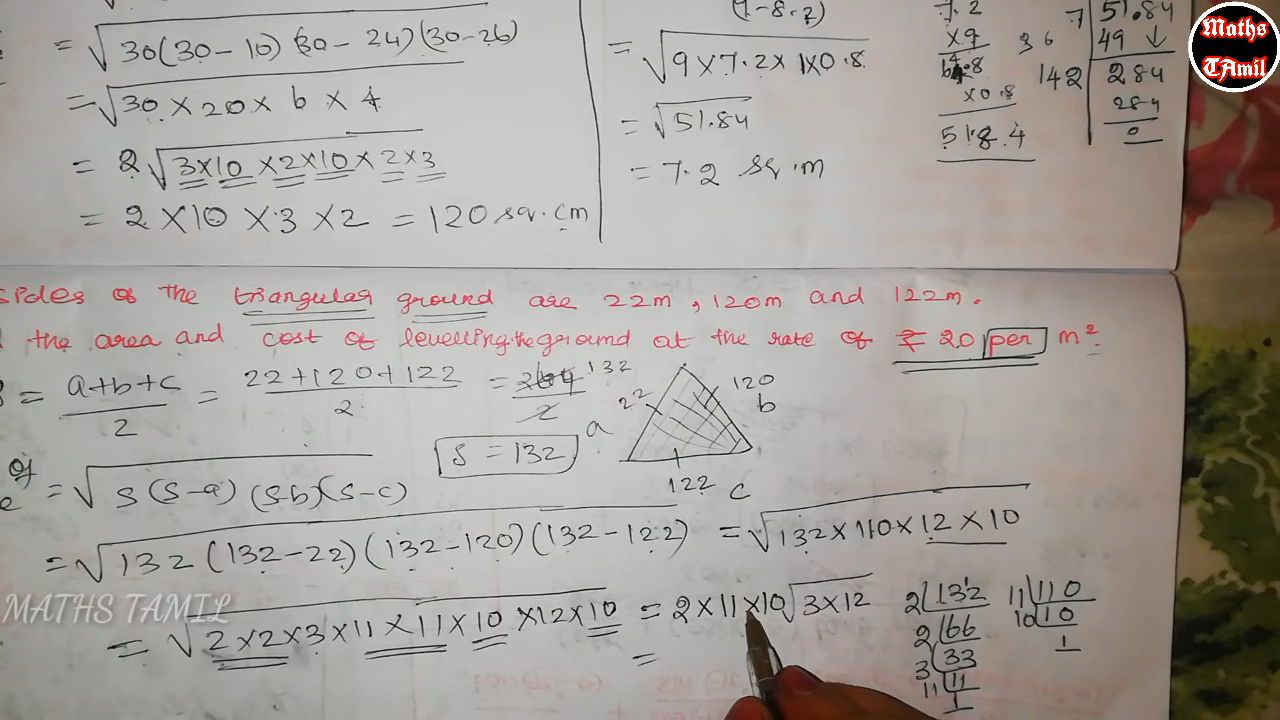 = √30(30-10)(30-24)(30-26)
= √30 × 20 × 6 × 4
= 2 √3×10 ×2×10×2×3
= 2 × 10 × 3 × 2 = 120 sq.cm
= √9×7.2×1×0.8
= √51.84
= 7.2 sq.m
7.2
×9
×0.8
518.4
7 51.84
49 ↓
142 284
284
0
Maths
TAmil
sides of the triangular ground are 22m, 120m and 122m.
the area and cost of levelling the ground at the rate of ₹ 20 per m²
= a+b+c/2 = 22+120+122/2 = 264/2 132
S = 132
22 a
120 b
122 c
of
= √S(S-a)(S-b)(S-c)
= √132(132-22)(132-120)(132-122) = √132×110×12×10
MATHS TAMIL
= √2×2×3×11×11×10×12×10 = 2×11×10√3×12
=
2 132
2 66
3 33
11 11
1
11 110
10 10
1